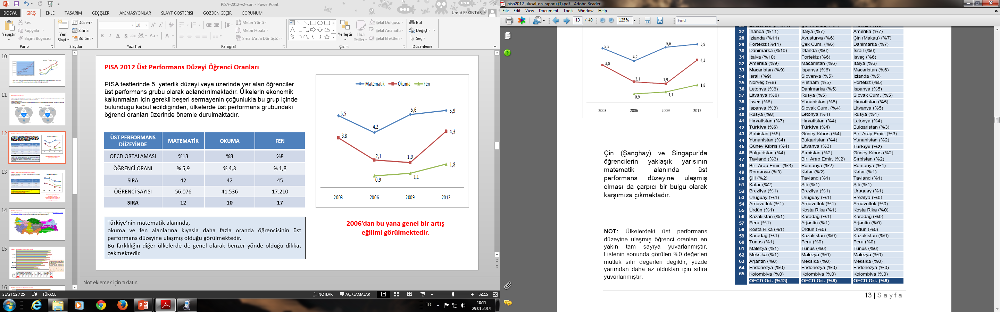 PISA-2012-v2-son - PowerPoint
DOSYA GİRİŞ EKLE TASARIM GEÇİŞLER ANİMASYONLAR SLAYT GÖSTERİSİ GÖZDEN GEÇİR GÖRÜNÜM
Umut ERKINTAS
Yapıştır
Kes
Kopyala
Biçim Boyacısı
Pano
Yeni Slayt
Düzen
Sıfırla
Bölüm
Slaytlar
10
K T A S abc AV Aa A
Yazı Tipi
Metin Yönü
Metni Hizala
SmartArt'a Dönüştür
Paragraf
Yerleştir
Hızlı Stiller
Şekil Dolgusu
Şekil Anahattı
Şekil Efektleri
Çizim
Bul
Değiştir
Seç
Düzenleme
10
11
12
13
14
15
16
PISA 2012 Üst Performans Düzeyi Öğrenci Oranları
PISA testlerinde 5. yeterlik düzeyi veya üzerinde yer alan öğrenciler
üst performans grubu olarak adlandırılmaktadır. Ülkelerin ekonomik
kalkınmaları için gerekli beşeri sermayenin çoğunlukla bu grup içinde
bulunduğu kabul edildiğinden, ülkelerde üst performans grubundaki
öğrenci oranları üzerinde önemle durulmaktadır.
ÜST PERFORMANS DÜZEYİNDE MATEMATİK OKUMA FEN
OECD ORTALAMASI %13 %8 %8
ÖĞRENCİ ORANI % 5,9 % 4,3 % 1,8
SIRA 42 42 45
ÖĞRENCİ SAYISI 56.076 41.536 17.210
SIRA 12 10 17
Türkiye'nin matematik alanında,
okuma ve fen alanlarına kıyasla daha fazla oranda öğrencisinin üst
performans düzeyine ulaşmış olduğu görülmektedir.
Bu farklılığın diğer ülkelerde de genel olarak benzer yönde olduğu dikkat
çekmektedir.
Matematik Okuma Fen
5,5 4,2 5,6 5,9
3,8 2,1 1,9 4,3
0,9 1,1 1,8
2003 2006 2009 2012
2006'dan bu yana genel bir artış
eğilimi görülmektedir.
Not eklemek için tıklatın
SLAYT 12 / 25 TÜRKÇE NOTLAR AÇIKLAMALAR %115
TR 10:11
29.01.2014
pisa2012-ulusal-on-raporu (1).pdf - Adobe Reader
File Edit View Document Tools Window Help
13 / 40 125% Find
5,5 4,2 5,6 5,9
3,8 2,1 1,9 4,3
0,9 1,1 1,8
2003 2006 2009 2012
Çin (Şanghay) ve Singapur'da
öğrencilerin yaklaşık yarısının
matematik alanında üst
performans düzeyine ulaşmış
olması da çarpıcı bir bulgu olarak
karşımıza çıkmaktadır.
NOT: Ülkelerdeki üst performans
düzeyine ulaşmış öğrenci oranları en
yakın tam sayıya yuvarlanmıştır.
Listenin sonunda görülen %0 değerleri
mutlak sıfır değerleri değildir; yüzde
yarımdan daha az oldukları için sıfıra
yuvarlanmıştır.
27 İrlanda (%11) İtalya (%7) Amerika (%7)
28 İzlanda (%11) Avusturya (%6) Çin (Makau) (%7)
29 Portekiz (%11) Çek Cum. (%6) Danimarka (%7)
30 Danimarka (%10) İzlanda (%6) İsrail (%6)
31 İtalya (%10) Portekiz (%6) İsveç (%6)
32 Amerika (%9) Macaristan (%6) İtalya (%6)
33 Macaristan (%9) İspanya (%6) Macaristan (%6)
34 İsrail (%9) Slovenya (%5) İzlanda (%5)
35 Norveç (%9) Vietnam (%5) Portekiz (%5)
36 Letonya (%8) Danimarka (%5) İspanya (%5)
37 Litvanya (%8) Rusya (%5) Slovak Cum. (%5)
38 İsveç (%8) Yunanistan (%5) Hırvatistan (%5)
39 İspanya (%8) Slovak Cum. (%4) Litvanya (%5)
40 Rusya (%8) Letonya (%4) Rusya (%4)
41 Hırvatistan (%7) Hırvatistan (%4) Letonya (%4)
42 Türkiye (%6) Türkiye (%4) Bulgaristan (%3)
43 Sırbistan (%5) Güney Kıbrıs (%4) Bir. Arap Emir. (%3)
44 Yunanistan (%4) Bulgaristan (%4) Yunanistan (%2)
45 Güney Kıbrıs (%4) Litvanya (%3) Türkiye (%2)
46 Bulgaristan (%4) Sırbistan (%2) Güney Kıbrıs (%2)
47 Tayland (%3) Bir. Arap Emir. (%2) Sırbistan (%2)
48 Bir. Arap Emir. (%3) Romanya (%2) Romanya (%1)
49 Romanya (%3) Katar (%2) Katar (%1)
50 Şili (%2) Tayland (%1) Tayland (%1)
51 Katar (%2) Şili (%1) Şili (%1)
52 Brezilya (%1) Brezilya (%1) Uruguay (%1)
53 Uruguay (%1) Uruguay (%1) Brezilya (%0)
54 Arnavutluk (%1) Arnavutluk (%1) Arnavutluk (%0)
55 Ürdün (%1) Kosta Rika (%1) Kosta Rika (%0)
56 Kazakistan (%1) Karadağ (%1) Karadağ (%0)
57 Peru (%1) Arjantin (%1) Arjantin (%0)
58 Kosta Rika (%1) Ürdün (%0) Ürdün (%0)
59 Karadağ (%1) Kazakistan (%0) Kazakistan (%0)
60 Tunus (%1) Peru (%0) Peru (%0)
61 Malezya (%1) Tunus (%0) Tunus (%0)
62 Meksika (%1) Malezya (%0) Malezya (%0)
63 Arjantin (%0) Meksika (%0) Meksika (%0)
64 Endonezya (%0) Endonezya (%0) Endonezya (%0)
65 Kolombiya (%0) Kolombiya (%0) Kolombiya (%0)
OECD Ort. (%13) OECD Ort. (%8) OECD Ort. (%8)
13 | Sayfa